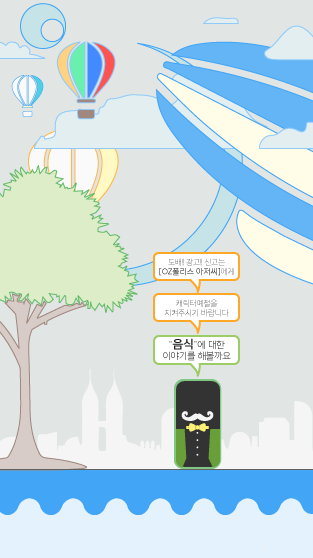 도배! 광고! 신고는
[OZ폴리스 아저씨]에게
캐릭터예절을
지켜주시기 바랍니다
"음식"에 대한
이야기를 해볼까요